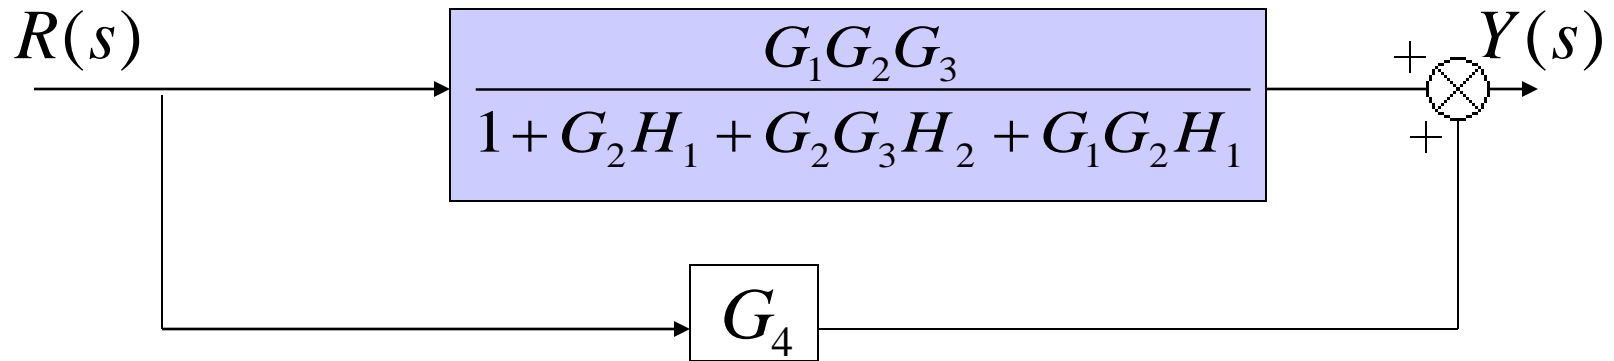 R(s)
G₁G₂G₃
1 + G₂H₁ + G₂G₃H₂ + G₁G₂H₁
+
Y(s)
+
G₄